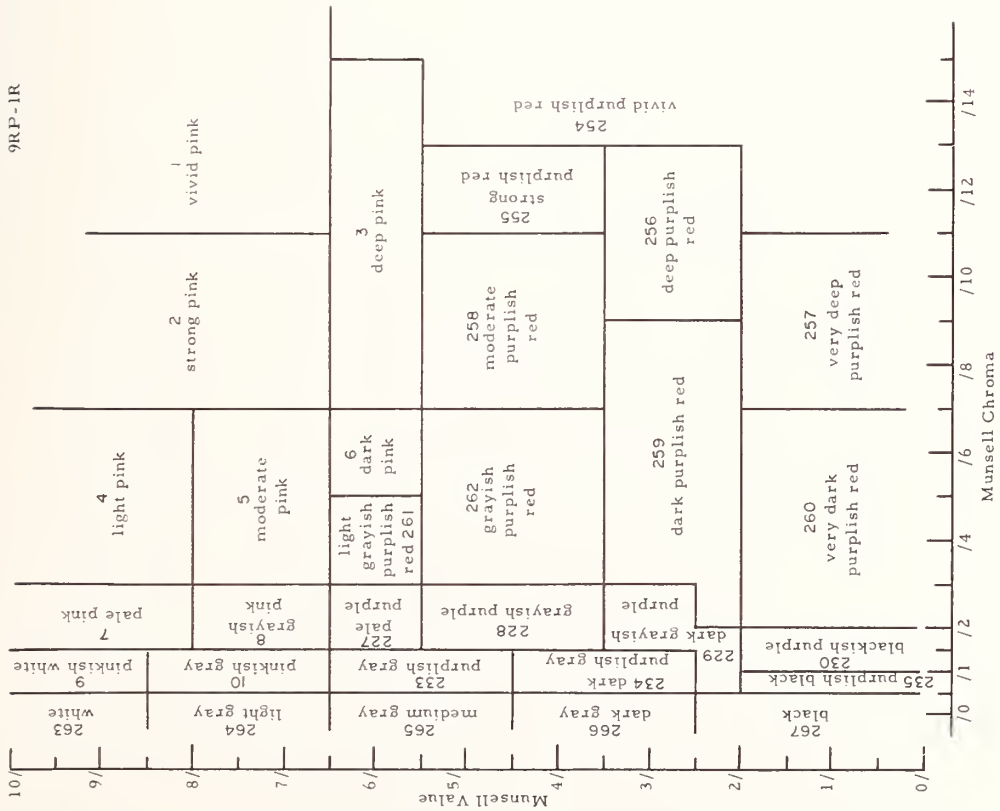 9RP-1R
1
vivid pink
2
strong pink
4
light pink
5
moderate
pink
7
pale pink
8
grayish
pink
9
pinkish white
10
pinkish gray
263
white
264
light gray
3
deep pink
6
dark
pink
light
grayish
purplish
red 261
227
pale
purple
233
purplish gray
265
medium gray
254
vivid purplish red
255
strong
purplish red
258
moderate
purplish
red
262
grayish
purplish
red
228
grayish purple
256
deep purplish
red
259
dark purplish red
229
dark grayish
purple
234 dark
purplish gray
266
dark gray
257
very deep
purplish red
260
very dark
purplish red
230
blackish purple
235 purplish black
267
black
10/
9/
8/
7/
6/
5/
4/
3/
2/
1/
0/
Munsell Value
/0
/1
/2
/4
/6
/8
/10
/12
/14
Munsell Chroma